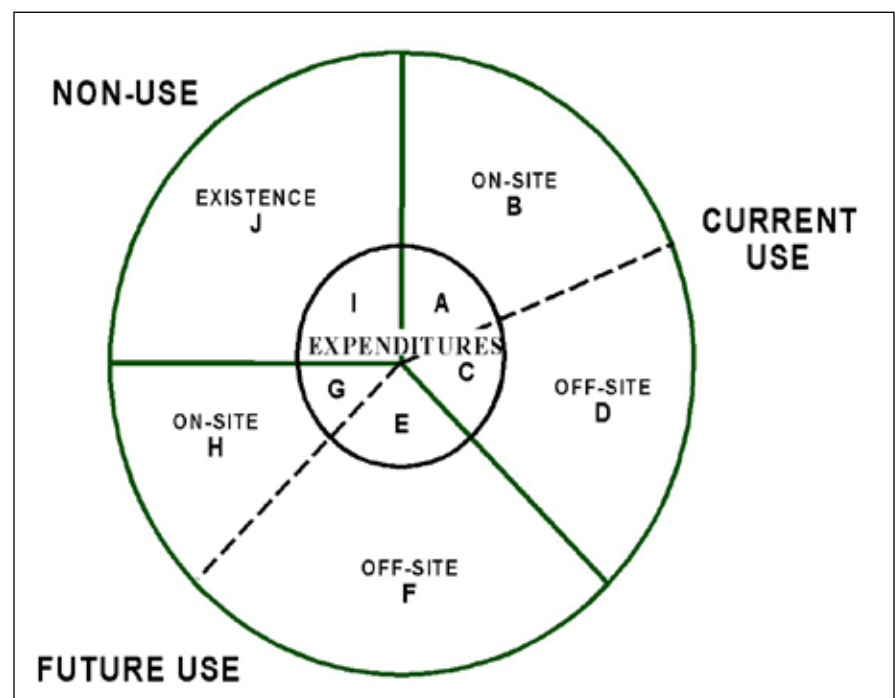 NON-USE
EXISTENCE
J
ON-SITE
B
CURRENT
USE
I
A
EXPENDITURES
G
C
E
OFF-SITE
D
ON-SITE
H
OFF-SITE
F
FUTURE USE